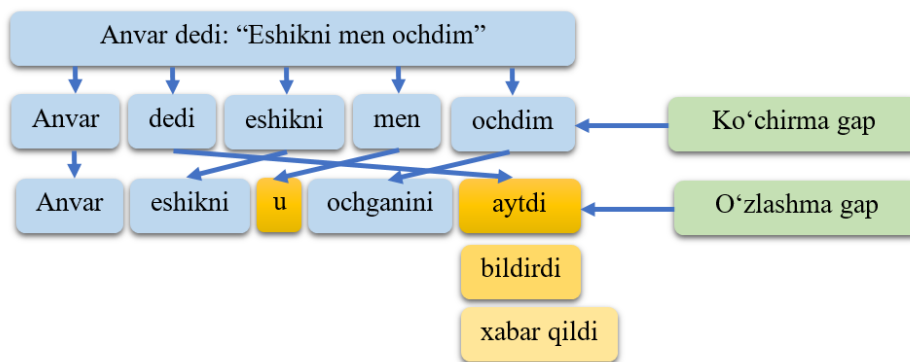 Anvar dedi: “Eshikni men ochdim”
Anvar dedi eshikni men ochdim Ko‘chirma gap
Anvar eshikni u ochganini aytdi O‘zlashma gap
bildirdi
xabar qildi